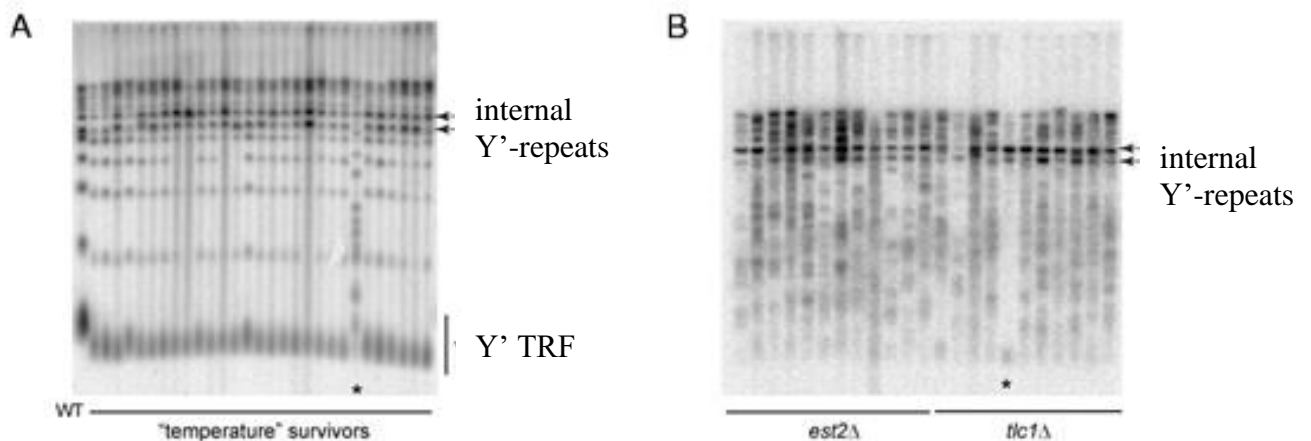 A
B
internal
Y'-repeats
internal
Y'-repeats
Y' TRF
*
*
WT
"temperature" survivors
est2Δ
tlc1Δ